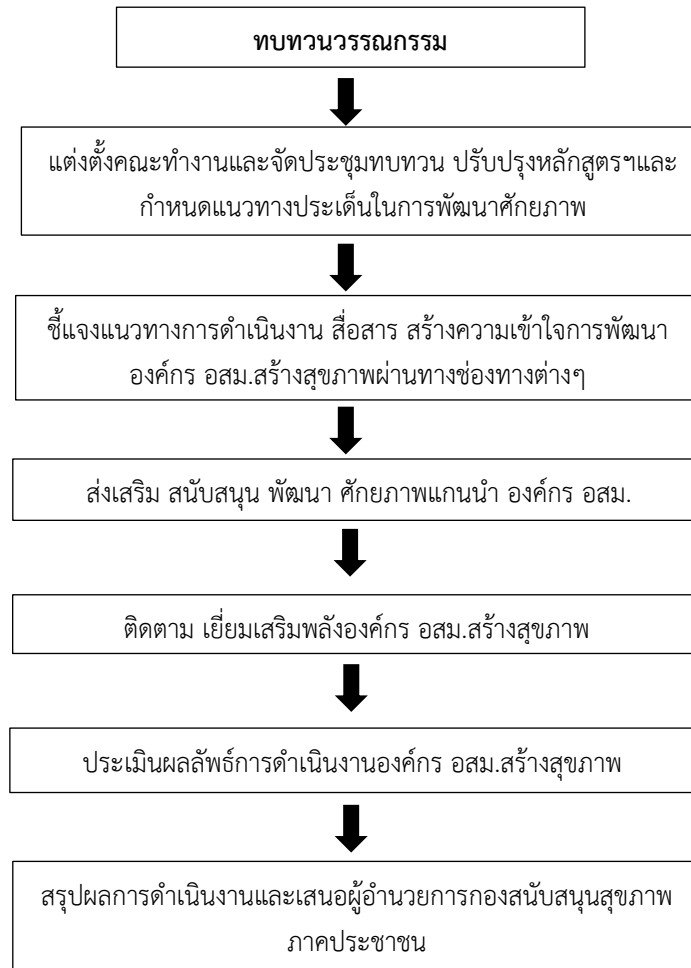 ทบทวนวรรณกรรม
แต่งตั้งคณะทำงานและจัดประชุมทบทวน ปรับปรุงหลักสูตรฯและ
กำหนดแนวทางประเด็นในการพัฒนาศักยภาพ
ชี้แจงแนวทางการดำเนินงาน สื่อสาร สร้างความเข้าใจการพัฒนา
องค์กร อสม.สร้างสุขภาพผ่านทางช่องทางต่างๆ
ส่งเสริม สนับสนุน พัฒนา ศักยภาพแกนนำ องค์กร อสม.
ติดตาม เยี่ยมเสริมพลังองค์กร อสม.สร้างสุขภาพ
ประเมินผลลัพธ์การดำเนินงานองค์กร อสม.สร้างสุขภาพ
สรุปผลการดำเนินงานและเสนอผู้อำนวยการกองสนับสนุนสุขภาพ
ภาคประชาชน